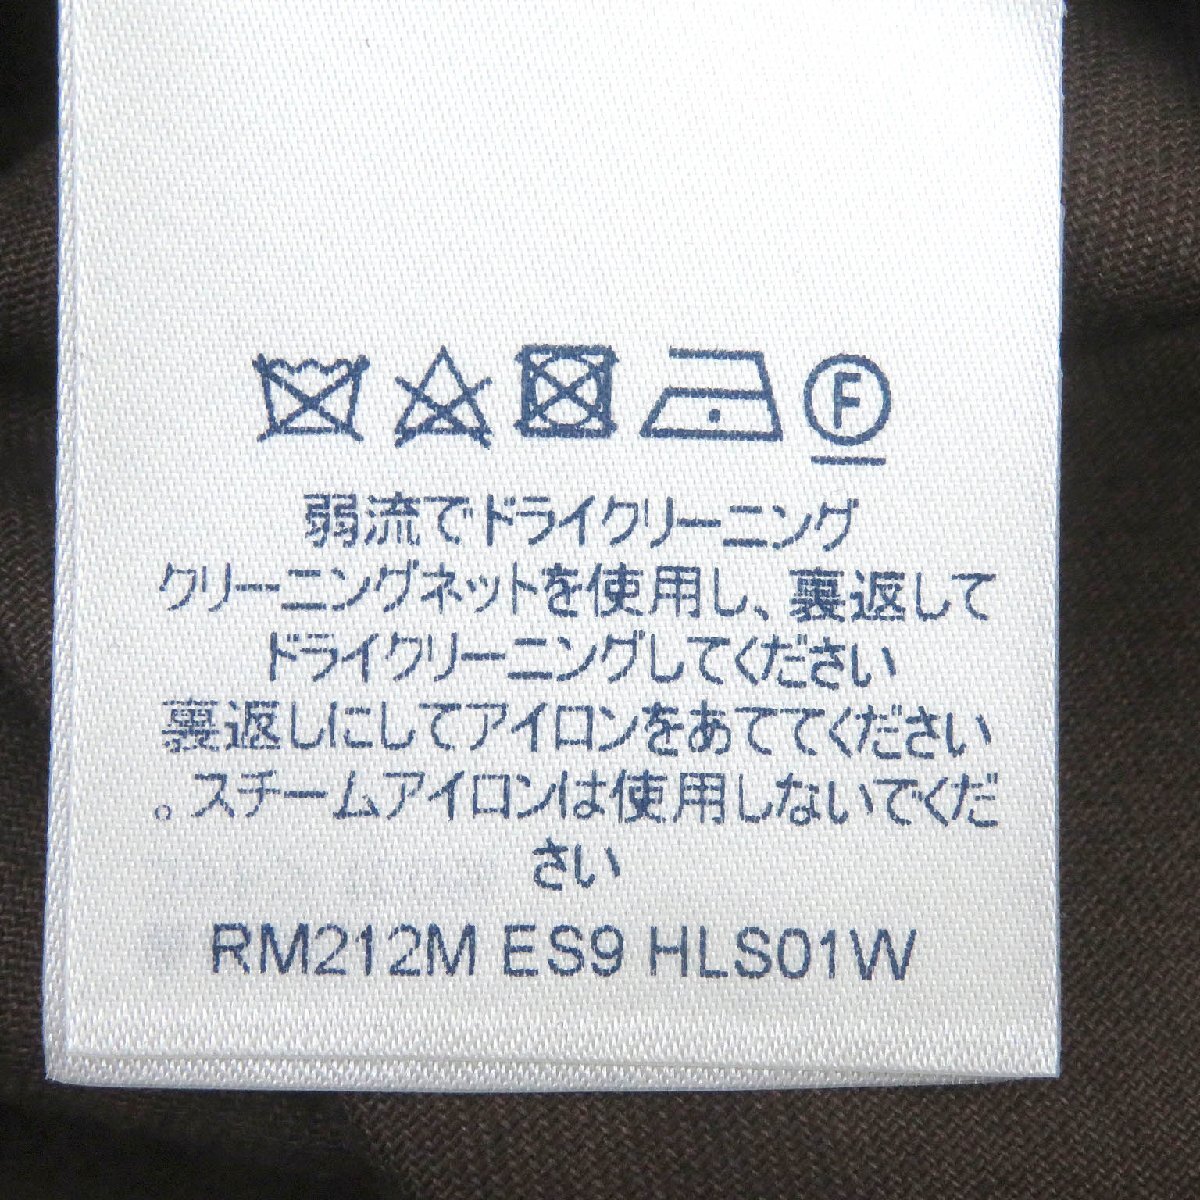 F
弱流でドライクリーニング
クリーニングネットを使用し、裏返して
ドライクリーニングしてください
裏返しにしてアイロンをあててください
。スチームアイロンは使用しないでくだ
さい
RM212M ES9 HLS01W